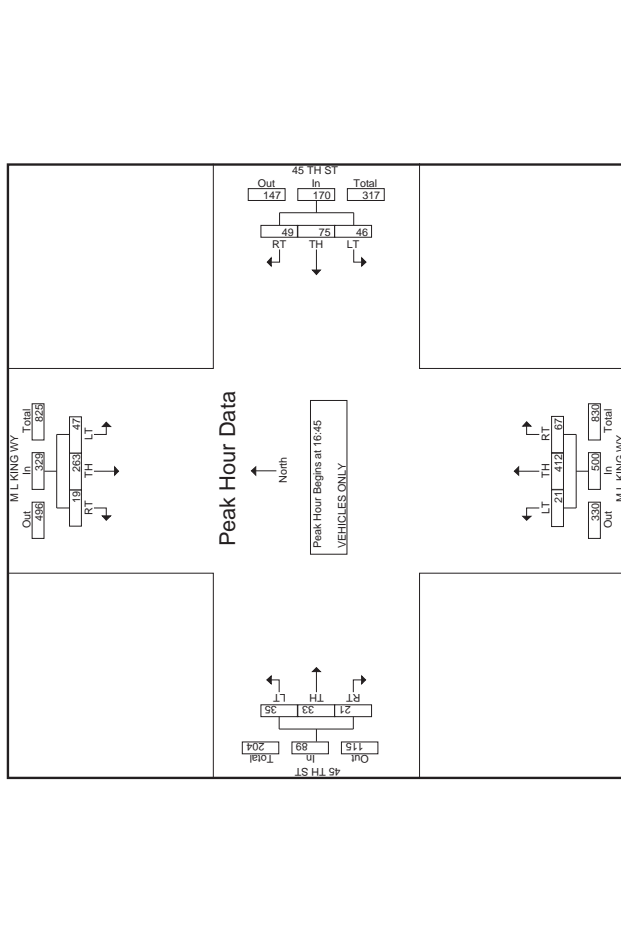 45 TH ST
Out In Total
147 170 317
49 75 46
RT TH LT
M L KING WY
Out In Total
496 329 825
19 263 47
RT TH LT
Peak Hour Data
North
Peak Hour Begins at 16:45
VEHICLES ONLY
21 412 67
LT TH RT
330 500 830
Out In Total
M L KING WY
LT TH RT
35 33 21
204 89 115
Total In Out
45 TH ST